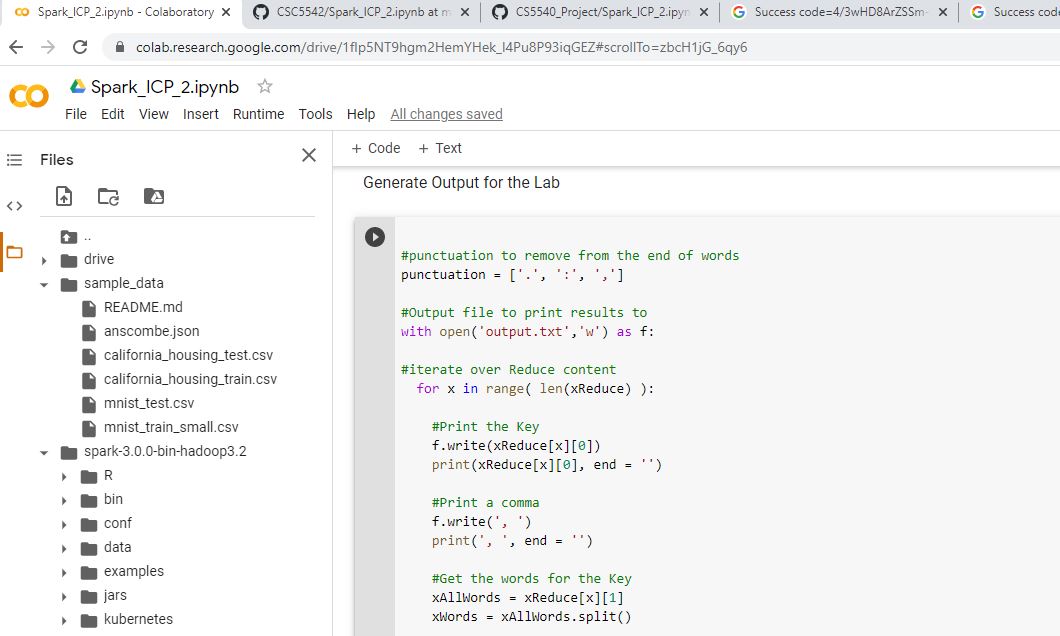 Spark_ICP_2.ipynb - Colaboratory
CSC5542/Spark_ICP_2.ipynb at m
CS5540_Project/Spark_ICP_2.ipyn
Success code=4/3wHD8ArZSSm-
Success code
colab.research.google.com/drive/1flp5NT9hgm2HemYHek_l4Pu8P93iqGEZ#scrollTo=zbcH1jG_6qy6
Spark_ICP_2.ipynb
File Edit View Insert Runtime Tools Help All changes saved
Files
+ Code + Text
Generate Output for the Lab
..
drive
sample_data
README.md
anscombe.json
california_housing_test.csv
california_housing_train.csv
mnist_test.csv
mnist_train_small.csv
spark-3.0.0-bin-hadoop3.2
R
bin
conf
data
examples
jars
kubernetes
#punctuation to remove from the end of words
punctuation = ['.', ':', ',']
#Output file to print results to
with open('output.txt','w') as f:
#iterate over Reduce content
for x in range( len(xReduce) ):
#Print the Key
f.write(xReduce[x][0])
print(xReduce[x][0], end = '')
#Print a comma
f.write(', ')
print(', ', end = '')
#Get the words for the Key
xAllWords = xReduce[x][1]
xWords = xAllWords.split()